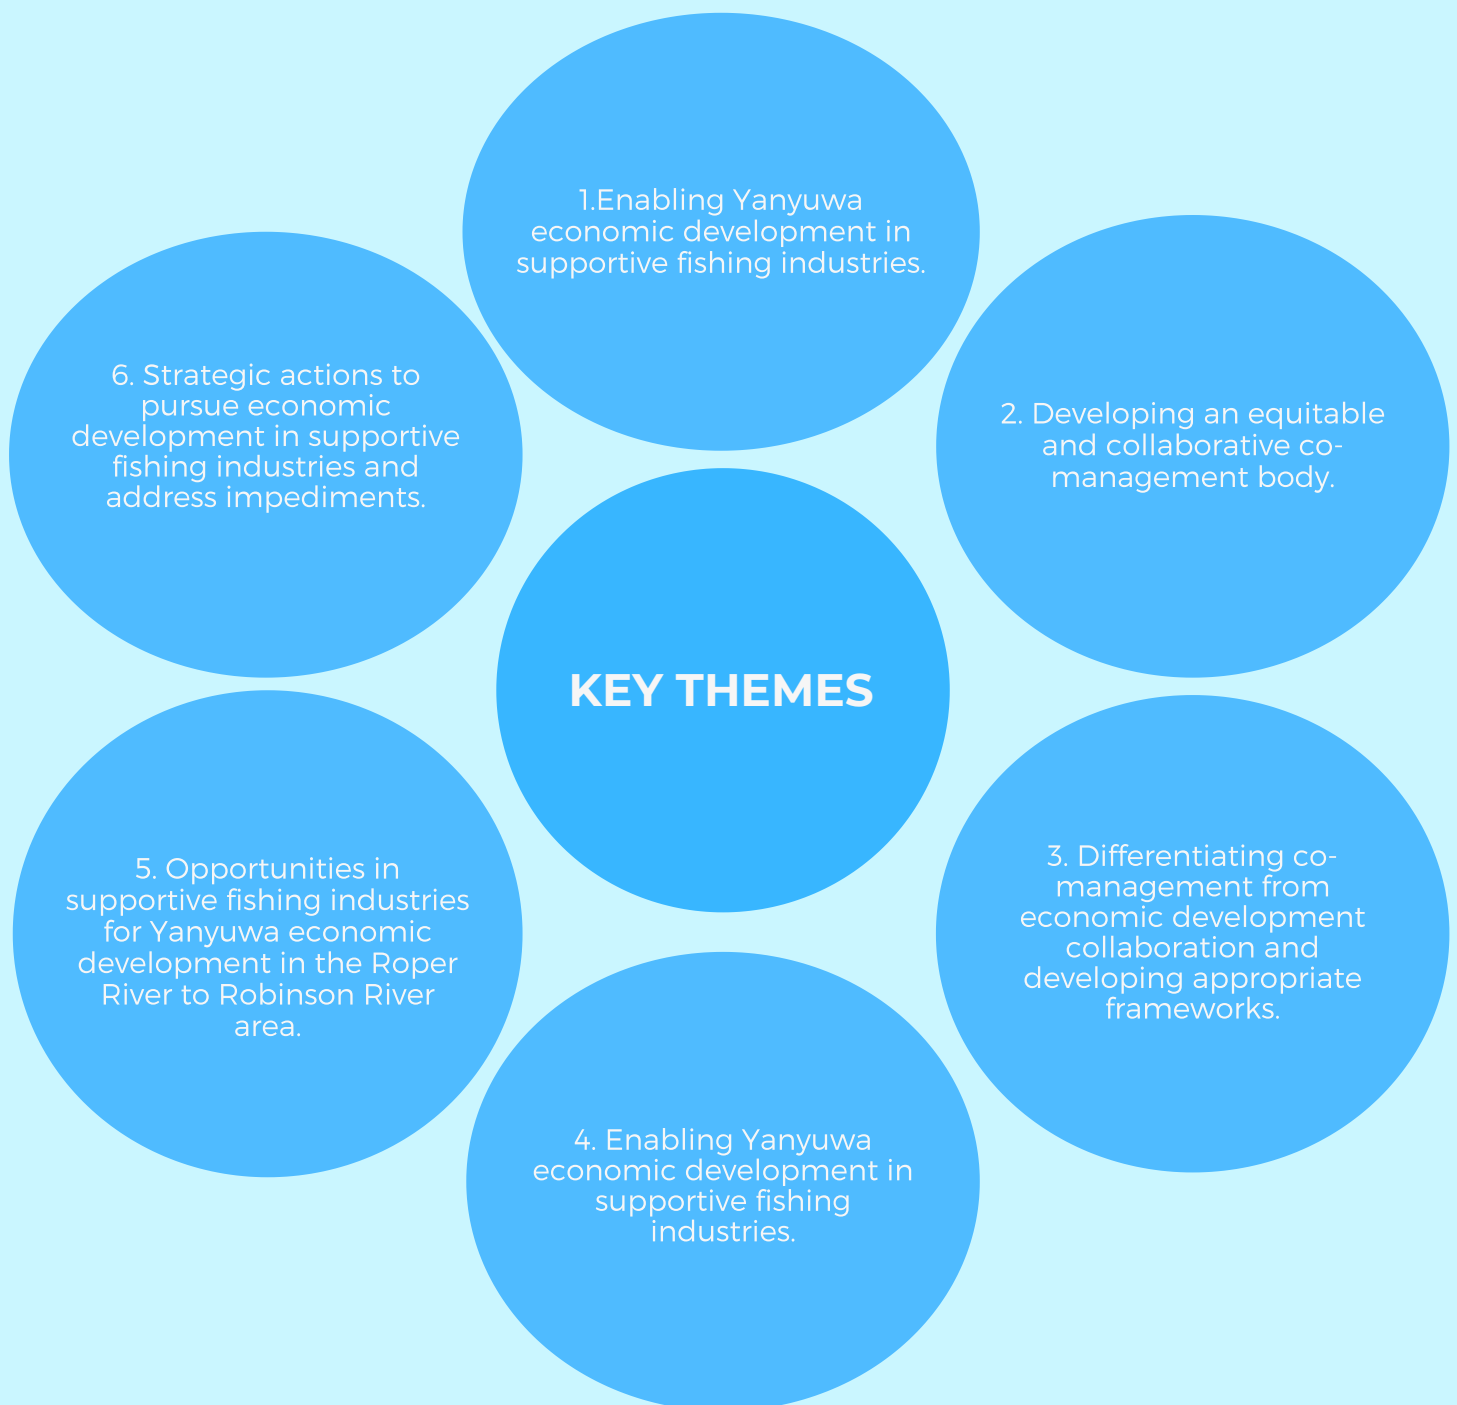 1.Enabling Yanyuwa
economic development in
supportive fishing industries.
2. Developing an equitable
and collaborative co-
management body.
3. Differentiating co-
management from
economic development
collaboration and
developing appropriate
frameworks.
4. Enabling Yanyuwa
economic development in
supportive fishing
industries.
5. Opportunities in
supportive fishing industries
for Yanyuwa economic
development in the Roper
River to Robinson River
area.
6. Strategic actions to
pursue economic
development in supportive
fishing industries and
address impediments.
KEY THEMES